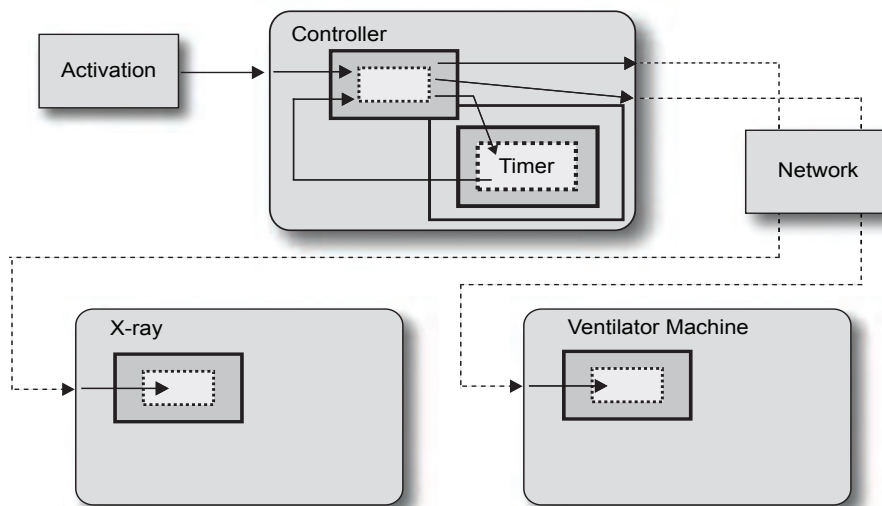 Controller
Activation
Timer
Network
X-ray
Ventilator Machine